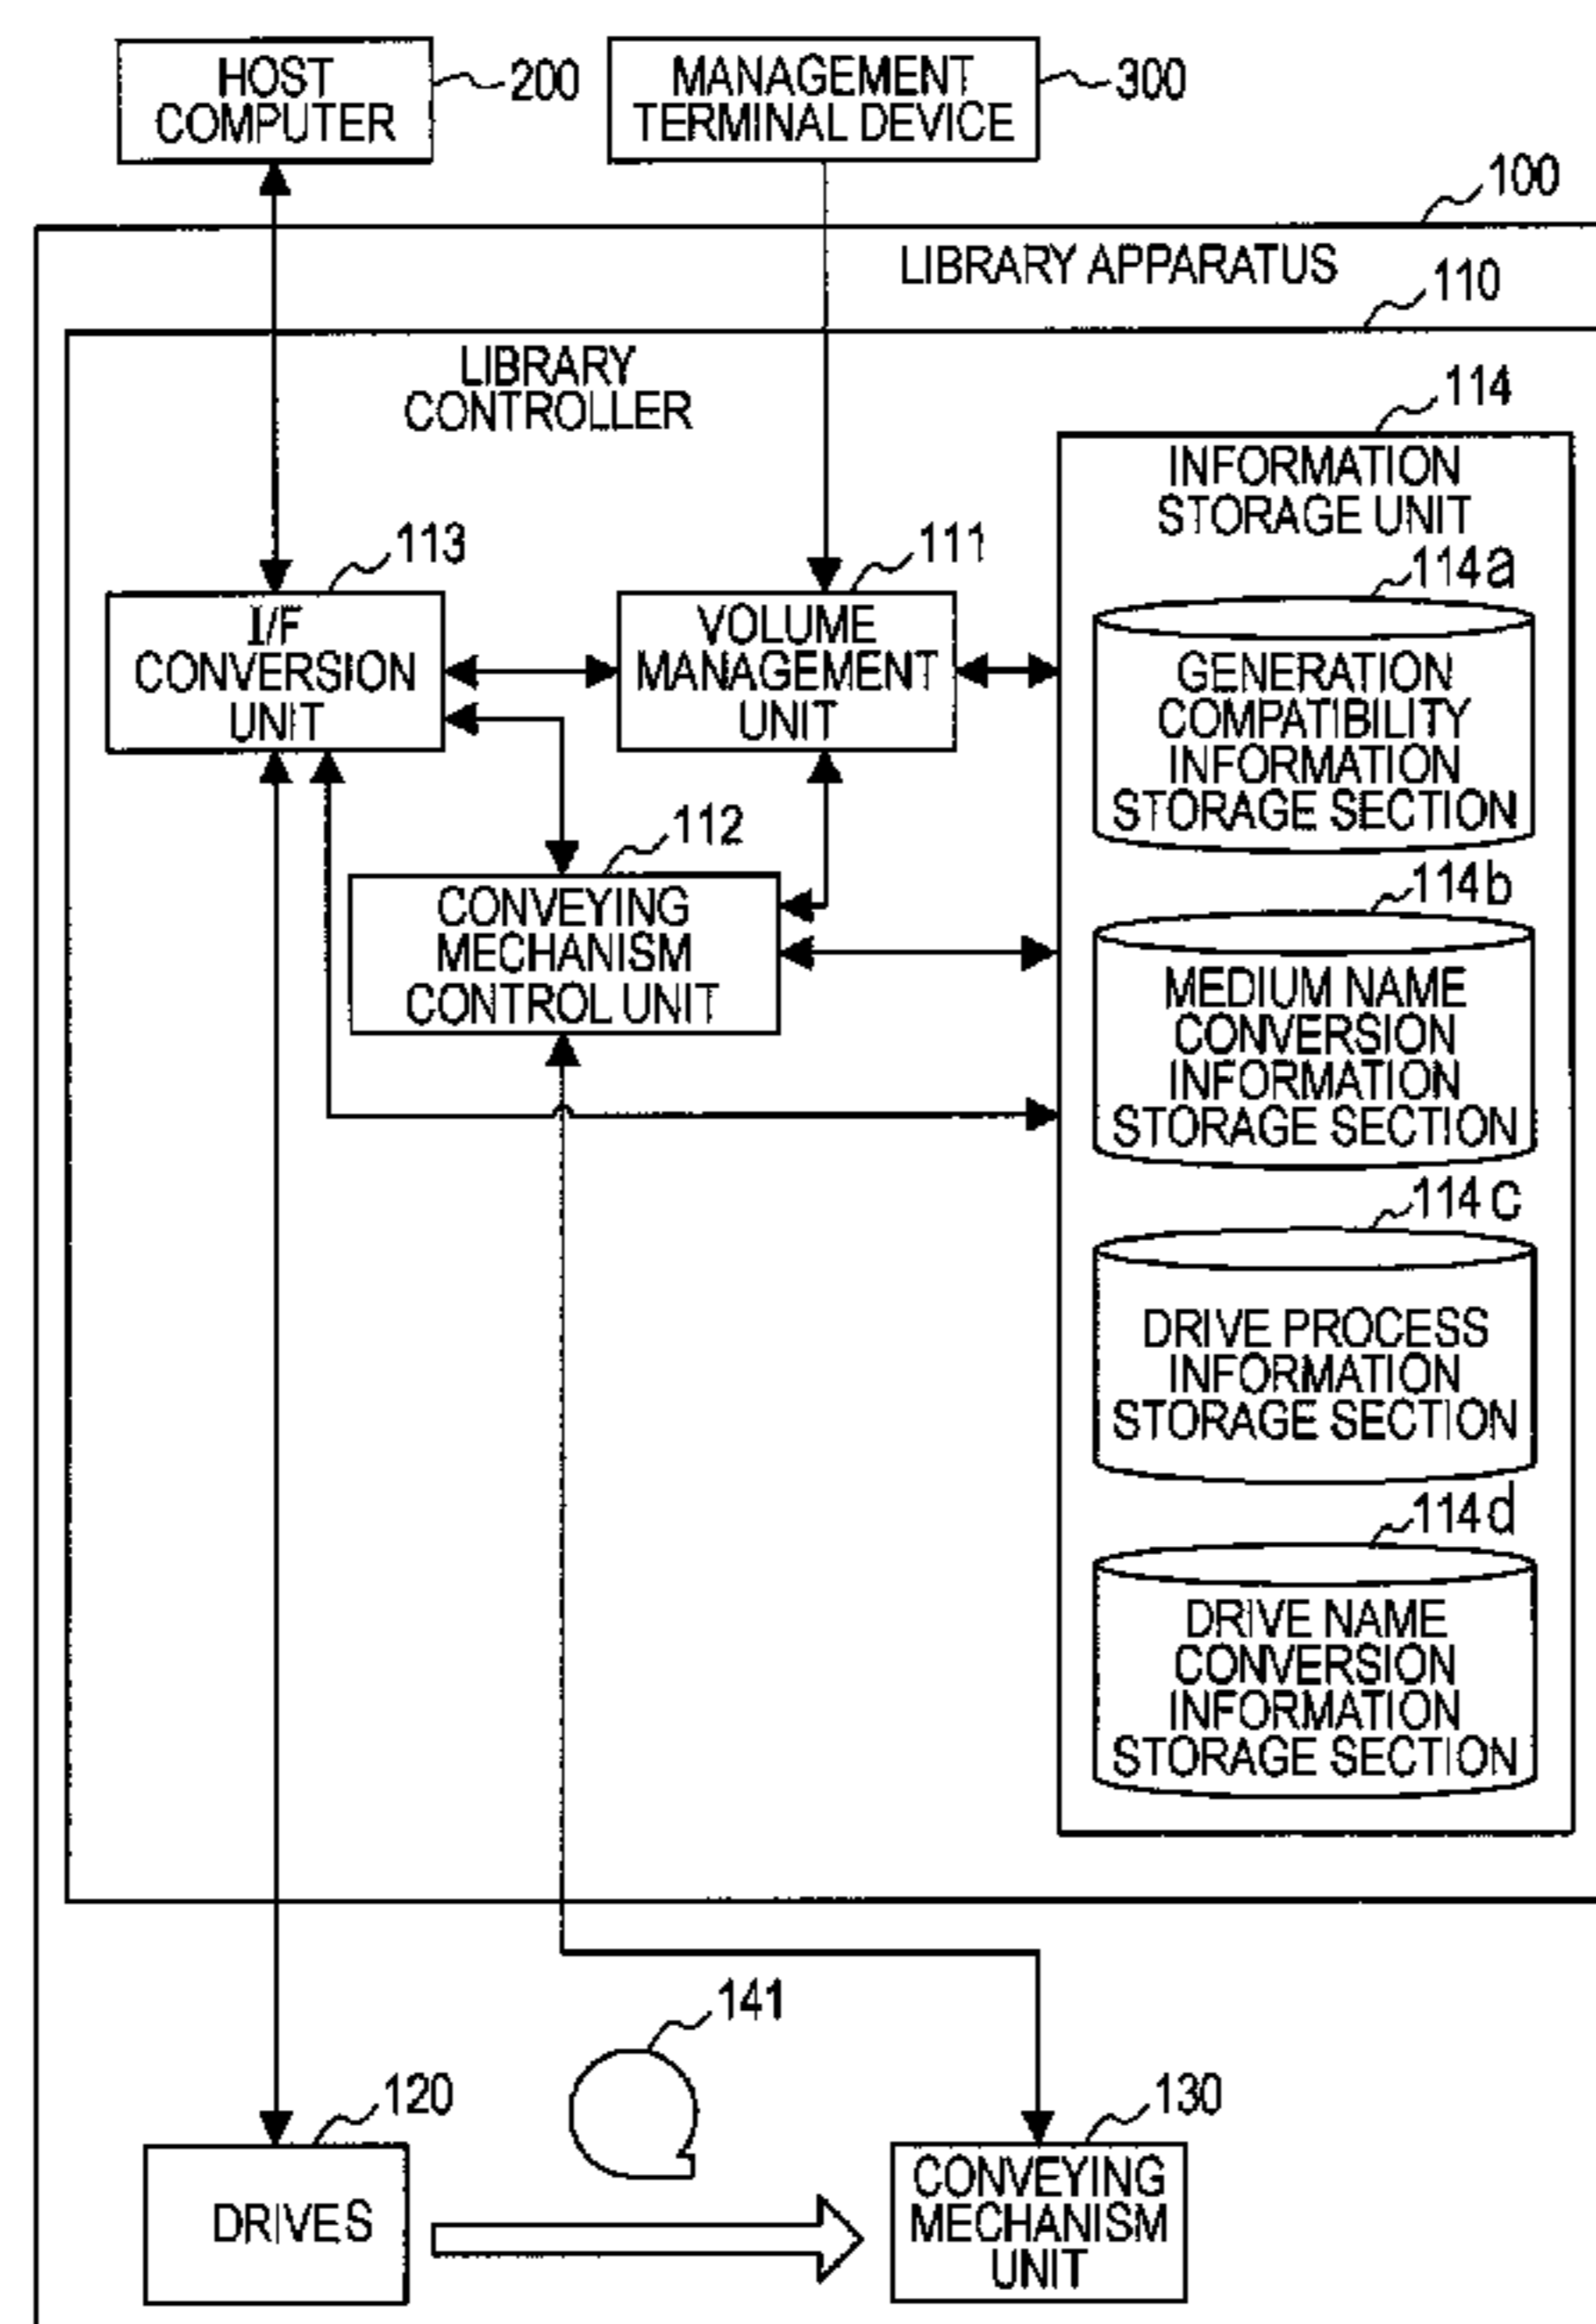 HOST
COMPUTER
200
MANAGEMENT
TERMINAL DEVICE
300
100
LIBRARY APPARATUS
110
LIBRARY
CONTROLLER
114
INFORMATION
STORAGE UNIT
113
I/F
CONVERSION
UNIT
111
VOLUME
MANAGEMENT
UNIT
114a
GENERATION
COMPATIBILITY
INFORMATION
STORAGE SECTION
112
CONVEYING
MECHANISM
CONTROL UNIT
114b
MEDIUM NAME
CONVERSION
INFORMATION
STORAGE SECTION
114c
DRIVE PROCESS
INFORMATION
STORAGE SECTION
114d
DRIVE NAME
CONVERSION
INFORMATION
STORAGE SECTION
141
120
DRIVES
130
CONVEYING
MECHANISM
UNIT